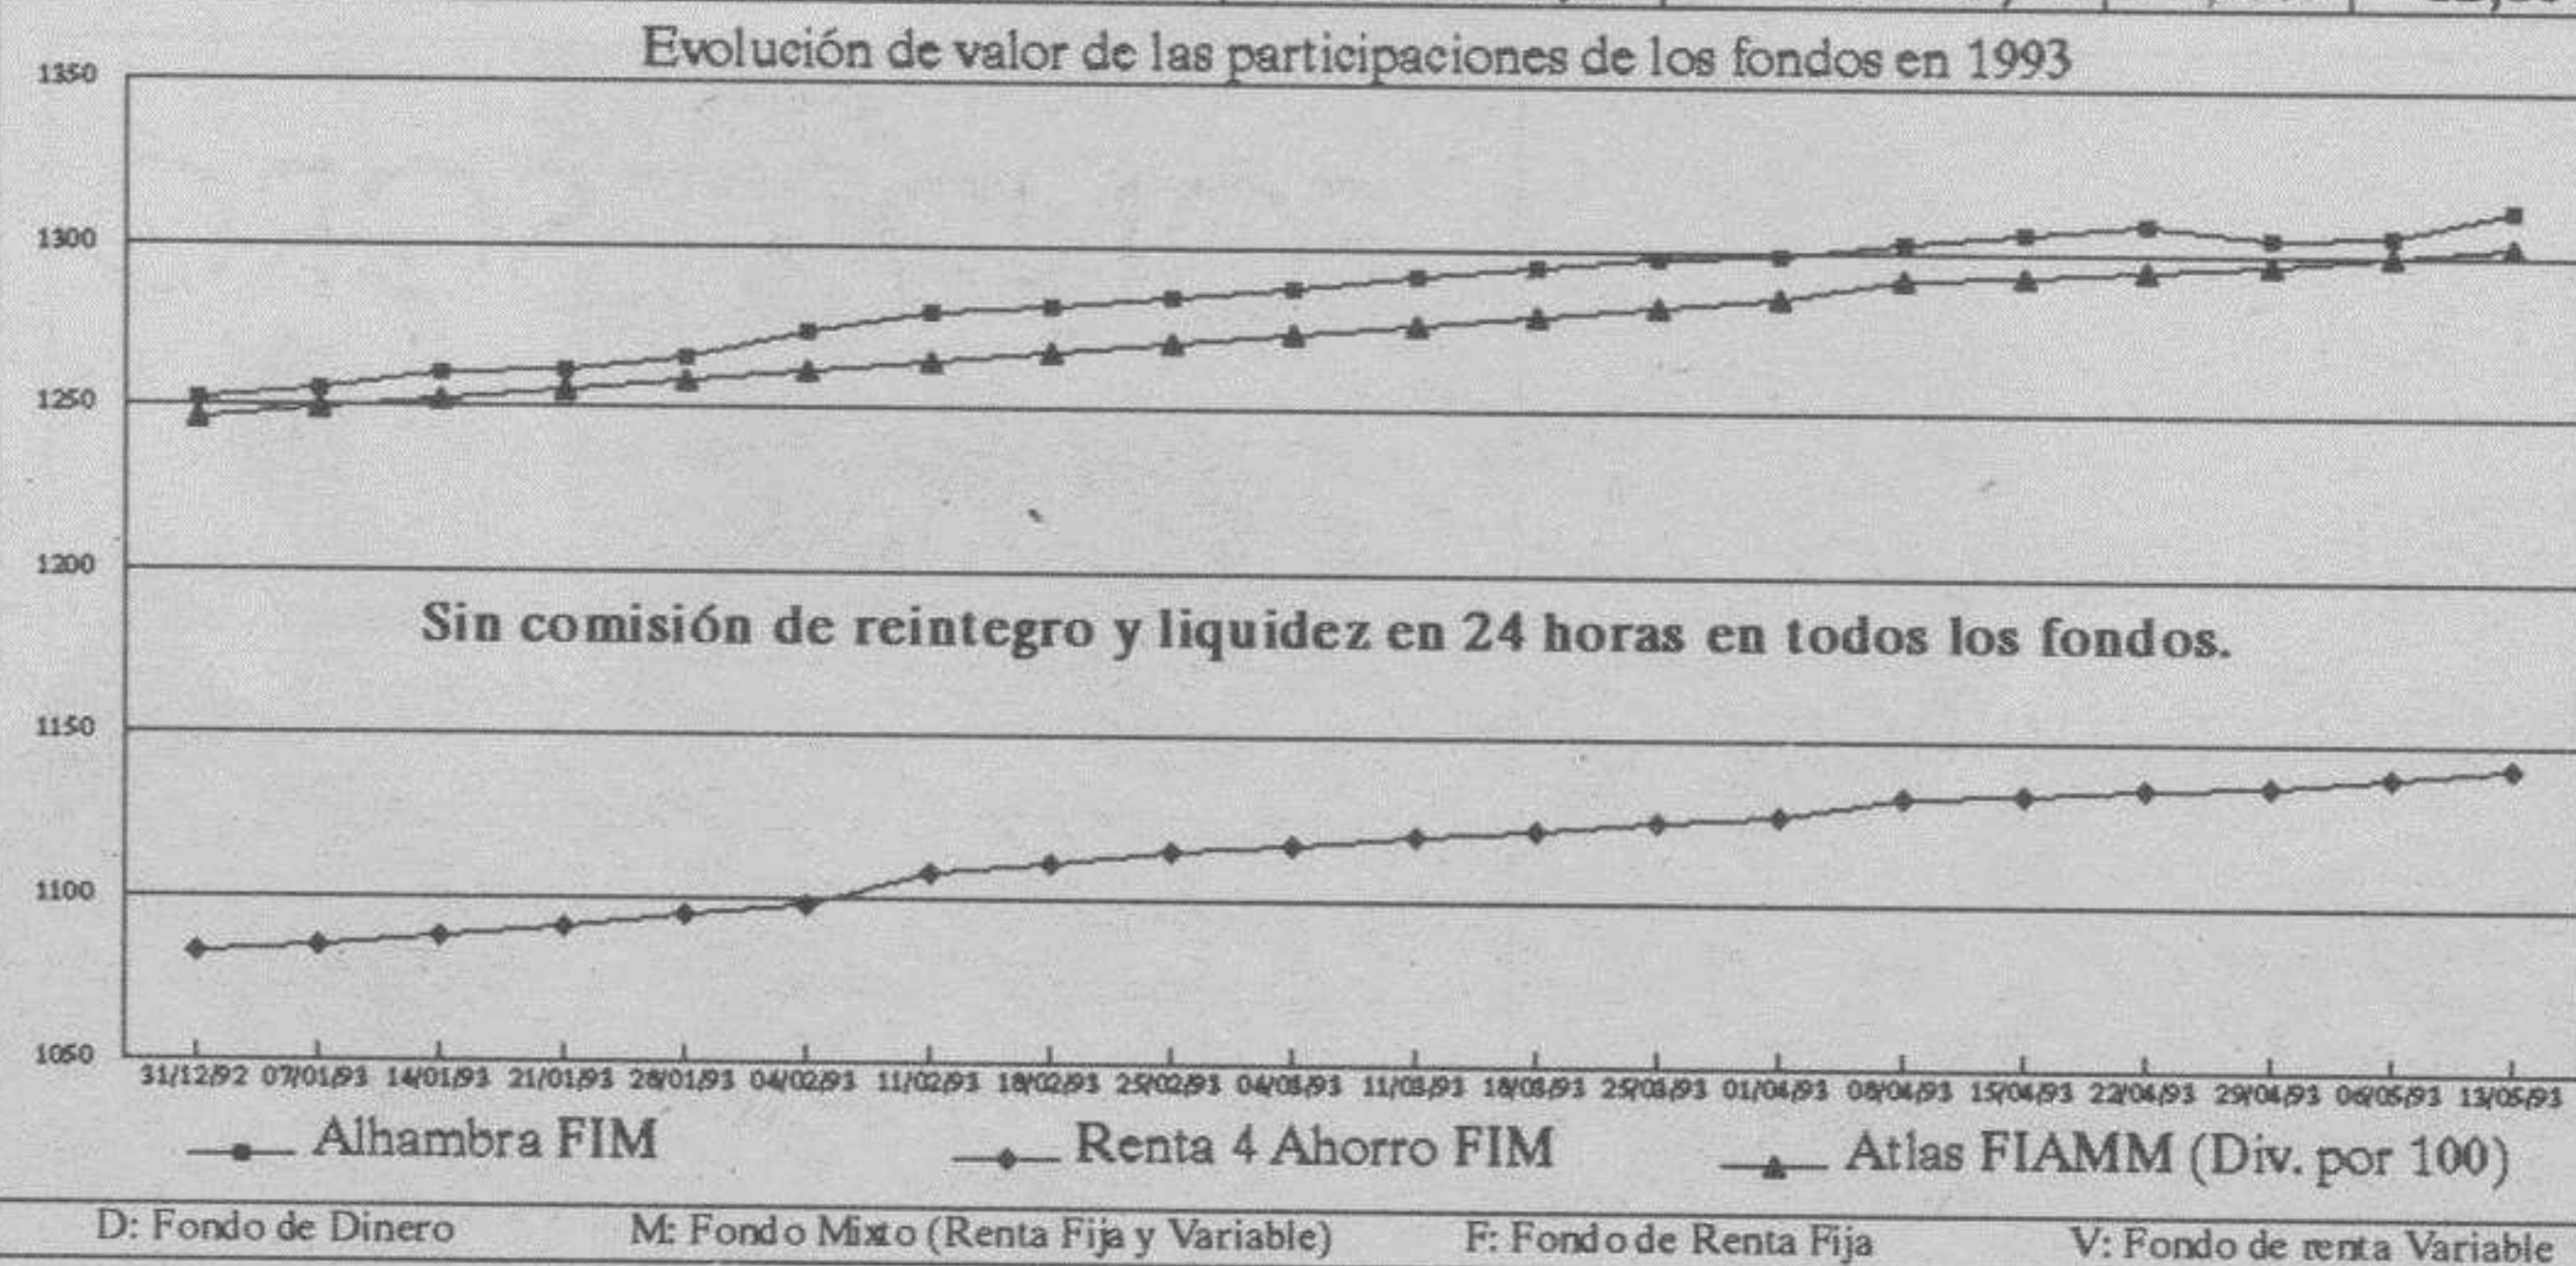 Evolución de valor de las participaciones de los fondos en 1993
1350
1300
1250
1200
Sin comisión de reintegro y liquidez en 24 horas en todos los fondos.
1150
1100
1050
31/12/92 07/01/93 14/01/93 21/01/93 28/01/93 04/02/93 11/02/93 18/02/93 25/02/93 04/03/93 11/03/93 18/03/93 25/03/93 01/04/93 08/04/93 15/04/93 22/04/93 29/04/93 06/05/93 13/05/93
Alhambra FIM Renta 4 Ahorro FIM Atlas FIAMM (Div. por 100)
D: Fondo de Dinero M: Fondo Mixto (Renta Fija y Variable) F: Fondo de Renta Fija V: Fondo de renta Variable